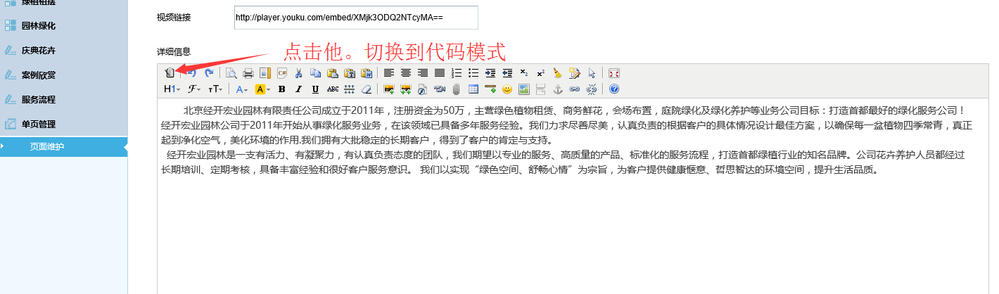 绿植租摆
园林绿化
庆典花卉
案例欣赏
服务流程
单页管理
页面维护
视频链接
http://player.youku.com/embed/XMjk3ODQ2NTcyMA==
详细信息
点击他。切换到代码模式
H1 F тT A A B I U ABC
北京经开宏业园林有限责任公司成立于2011年，注册资金为50万，主营绿色植物租赁、商务鲜花，会场布置，庭院绿化及绿化养护等业务公司目标：打造首都最好的绿化服务公司！
经开宏业园林公司于2011年开始从事绿化服务业务，在该领域已具备多年服务经验。我们力求尽善尽美，认真负责的根据客户的具体情况设计最佳方案，以确保每一盆植物四季常青，真正
起到净化空气，美化环境的作用.我们拥有大批稳定的长期客户，得到了客户的肯定与支持。
经开宏业园林是一支有活力、有凝聚力，有认真负责态度的团队，我们期望以专业的服务、高质量的产品、标准化的服务流程，打造首都绿植行业的知名品牌。公司花卉养护人员都经过
长期培训、定期考核，具备丰富经验和很好客户服务意识。 我们以实现“绿色空间、舒畅心情”为宗旨，为客户提供健康惬意、哲思智达的环境空间，提升生活品质。